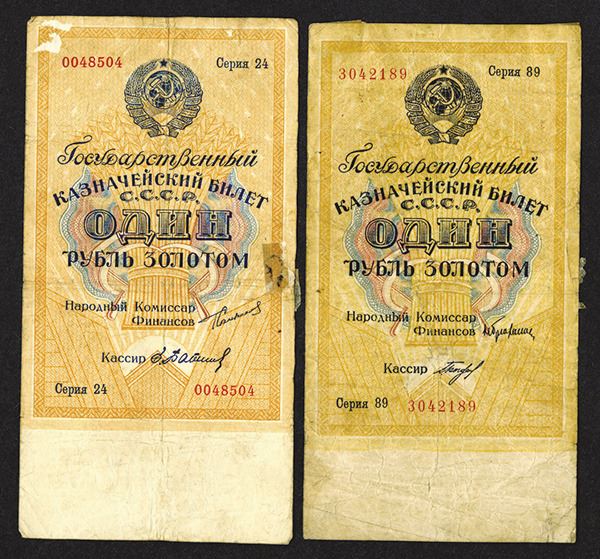 0048504 Серия 24
Государственный
КАЗНАЧЕЙСКИЙ БИЛЕТ
С.С.С.Р.
ОДИН
РУБЛЬ ЗОЛОТОМ
Народный Комиссар
Финансов
Кассир
Серия 24 0048504
3042189 Серия 89
Государственный
КАЗНАЧЕЙСКИЙ БИЛЕТ
С.С.С.Р.
ОДИН
РУБЛЬ ЗОЛОТОМ
Народный Комиссар
Финансов
Кассир
Серия 89 3042189